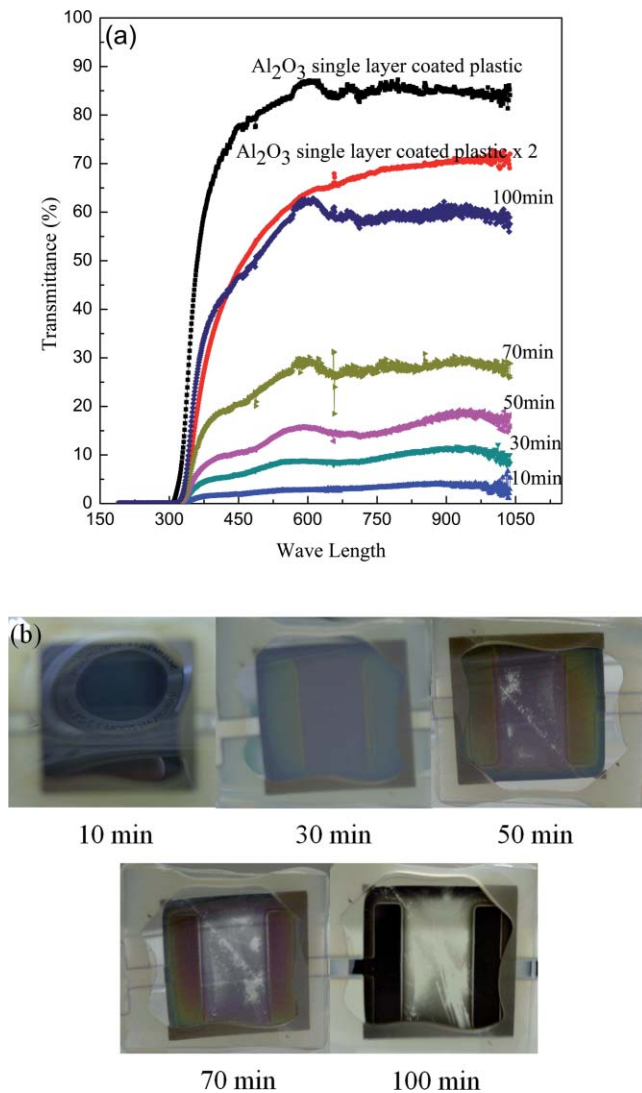 (a)
100
90
80
70
60
50
40
30
20
10
0
Transmittance (%)
Al₂O₃ single layer coated plastic
Al₂O₃ single layer coated plastic x 2
100min
70min
50min
30min
10min
150 300 450 600 750 900 1050
Wave Length
(b)
10 min 30 min 50 min
70 min 100 min